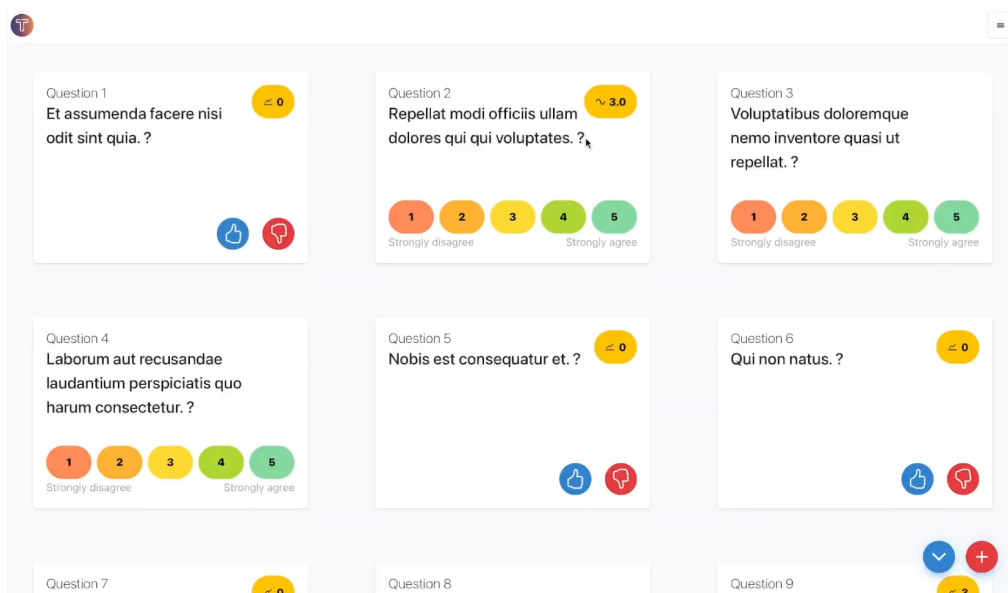 T
Question 1
0
Et assumenda facere nisi
odit sint quia. ?
Question 2
3.0
Repellat modi officiis ullam
dolores qui qui voluptates. ?
1 2 3 4 5
Strongly disagree Strongly agree
Question 3
Voluptatibus doloremque
nemo inventore quasi ut
repellat. ?
1 2 3 4 5
Strongly disagree Strongly agree
Question 4
Laborum aut recusandae
laudantium perspiciatis quo
harum consectetur. ?
1 2 3 4 5
Strongly disagree Strongly agree
Question 5
0
Nobis est consequatur et. ?
Question 6
0
Qui non natus. ?
Question 7
0
Question 8
Question 9